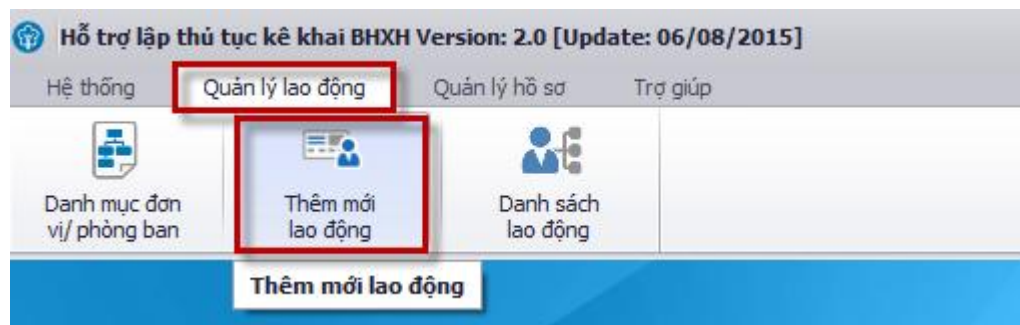 Hỗ trợ lập thủ tục kê khai BHXH Version: 2.0 [Update: 06/08/2015]
Hệ thống Quản lý lao động Quản lý hồ sơ Trợ giúp
Danh mục đơn
vị/ phòng ban
Thêm mới
lao động
Danh sách
lao động
Thêm mới lao động